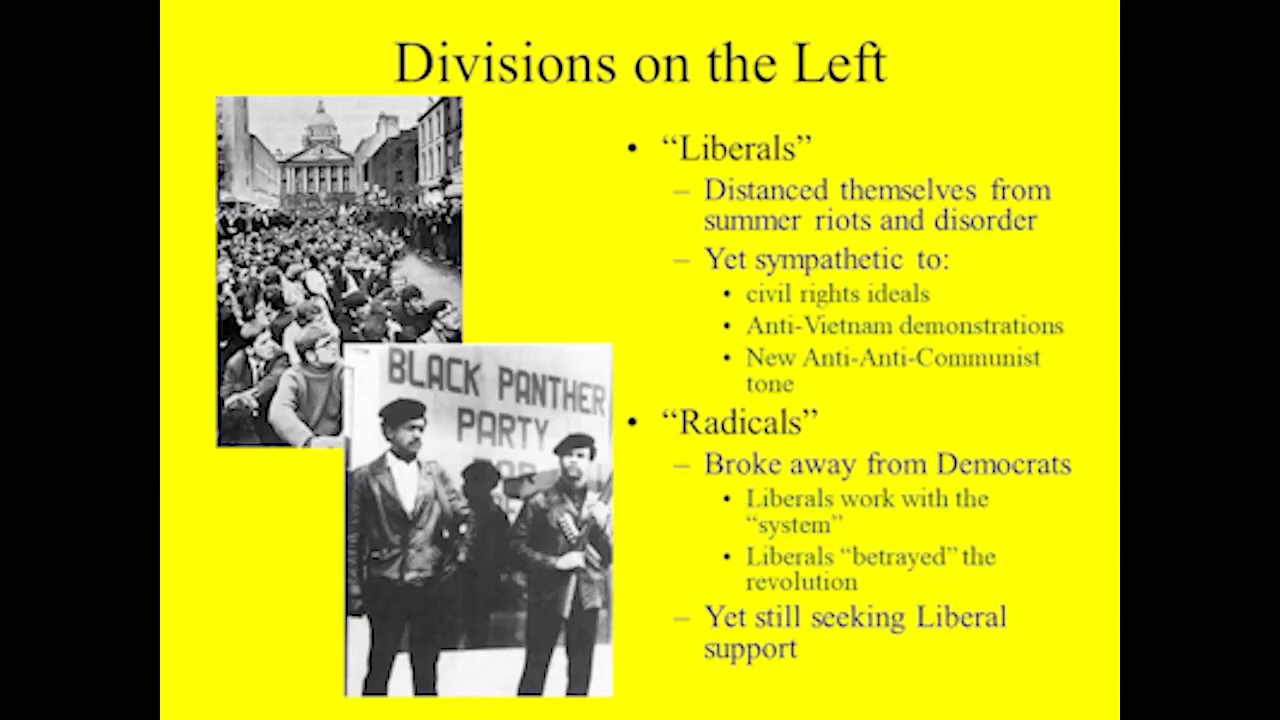 Divisions on the Left
• “Liberals”
– Distanced themselves from
summer riots and disorder
– Yet sympathetic to:
• civil rights ideals
• Anti-Vietnam demonstrations
• New Anti-Anti-Communist
tone
• “Radicals”
– Broke away from Democrats
• Liberals work with the
“system”
• Liberals “betrayed” the
revolution
– Yet still seeking Liberal
support
BLACK PANTHER
PARTY